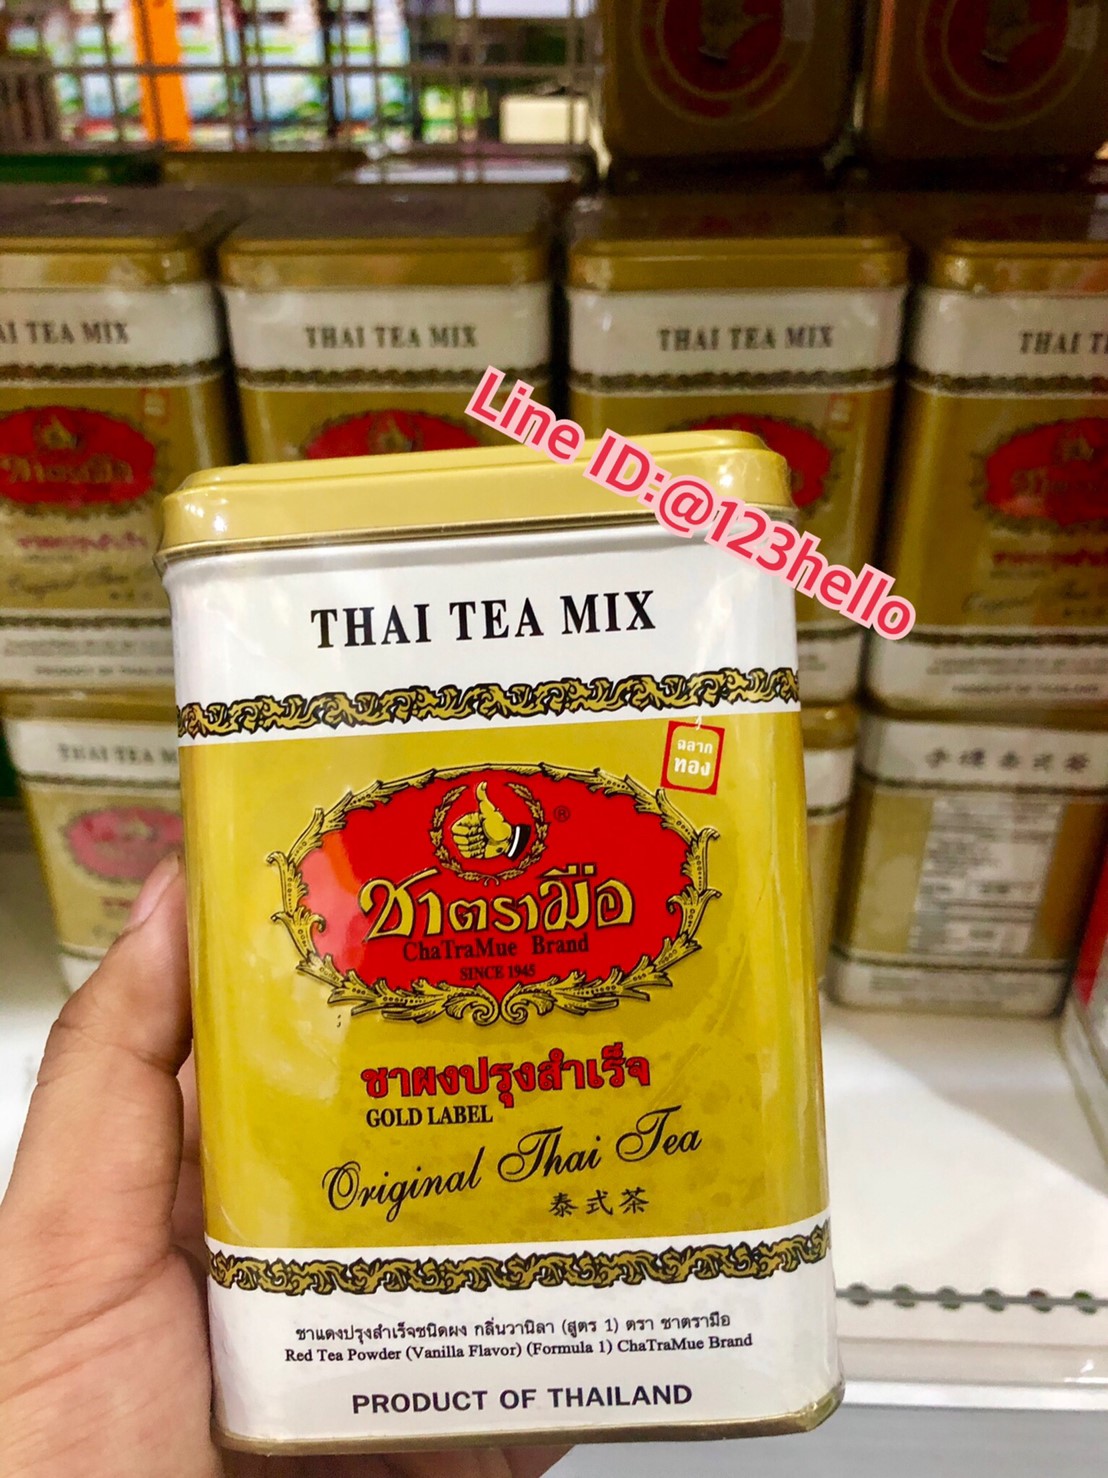 THAI TEA MIX
THAI TEA MIX
THAI TEA MIX
Line ID:@123hello
THAI TEA MIX
ฉลาก
ทอง
®
ชาตรามือ
ChaTraMue Brand
SINCE 1945
ชาผงปรุงสำเร็จ
GOLD LABEL
Original Thai Tea
泰式茶
ชาแดงปรุงสำเร็จชนิดผง กลิ่นวานิลา (สูตร 1) ตรา ชาตรามือ
Red Tea Powder (Vanilla Flavor) (Formula 1) ChaTraMue Brand
PRODUCT OF THAILAND